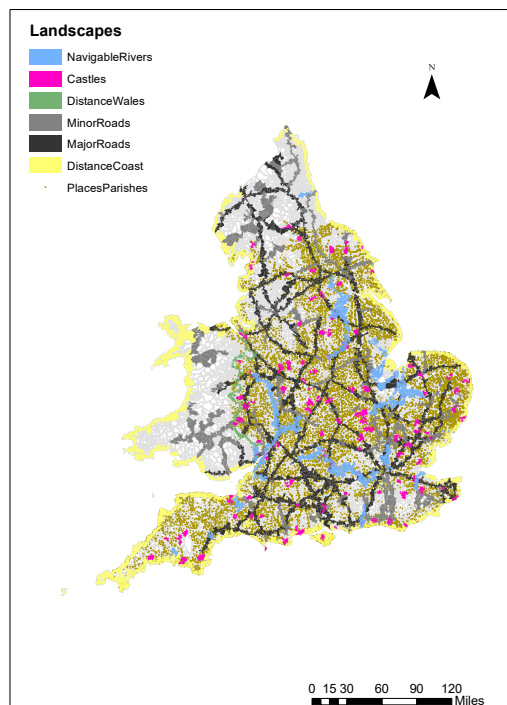 Landscapes
NavigableRivers
Castles
DistanceWales
MinorRoads
MajorRoads
DistanceCoast
PlacesParishes
N
0 15 30 60 90 120
Miles